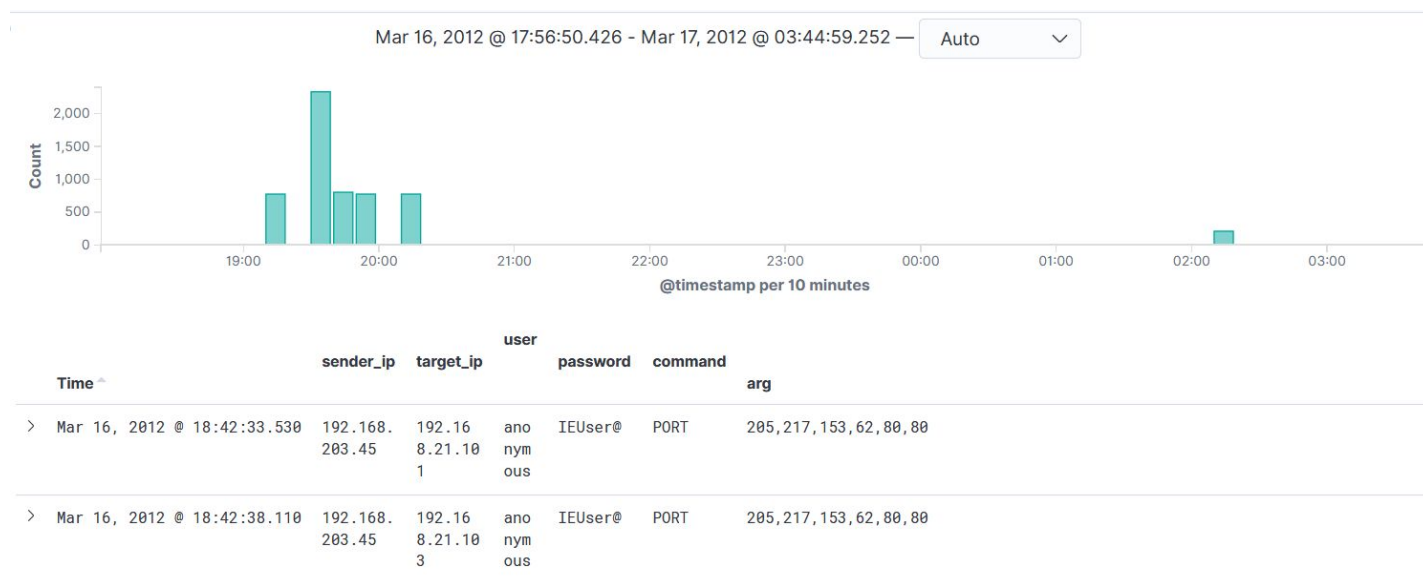 Mar 16, 2012 @ 17:56:50.426 - Mar 17, 2012 @ 03:44:59.252 — Auto
2,000
1,500
1,000
500
0
Count
19:00 20:00 21:00 22:00 23:00 00:00 01:00 02:00 03:00
@timestamp per 10 minutes
user
sender_ip target_ip password command
Time arg
Mar 16, 2012 @ 18:42:33.530 192.168. 192.16 ano IEUser@ PORT 205,217,153,62,80,80
203.45 8.21.10 nym
1 ous
Mar 16, 2012 @ 18:42:38.110 192.168. 192.16 ano IEUser@ PORT 205,217,153,62,80,80
203.45 8.21.10 nym
3 ous